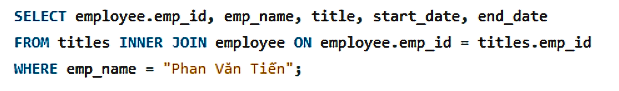 SELECT employee.emp_id, emp_name, title, start_date, end_date
FROM titles INNER JOIN employee ON employee.emp_id = titles.emp_id
WHERE emp_name = "Phan Văn Tiến";